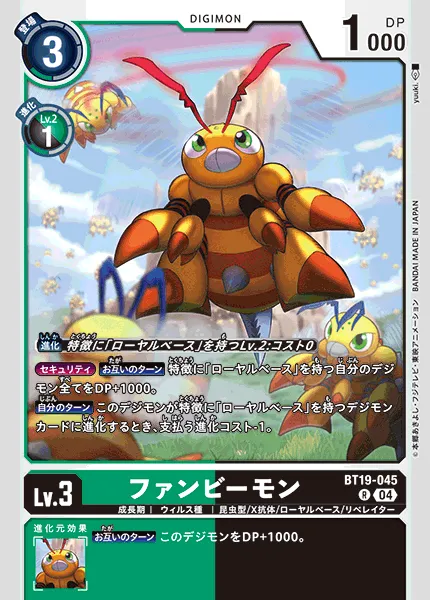 DIGIMON
登場
3
DP
1000
進化
Lv.2
1
yuuki.
©本郷あきよし・フジテレビ・東映アニメーション BANDAI MADE IN JAPAN
進化 特徴に「ローヤルベース」を持つLv.2:コスト0
セキュリティ お互いのターン 特徴に「ローヤルベース」を持つ自分のデジ
モン全てをDP+1000。
自分のターン このデジモンが特徴に「ローヤルベース」を持つデジモン
カードに進化するとき、支払う進化コスト-1。
Lv.3
ファンビーモン
BT19-045
R 04
成長期 | ウィルス種 | 昆虫型/X抗体/ローヤルベース/リベレイター
進化元効果
お互いのターン このデジモンをDP+1000。